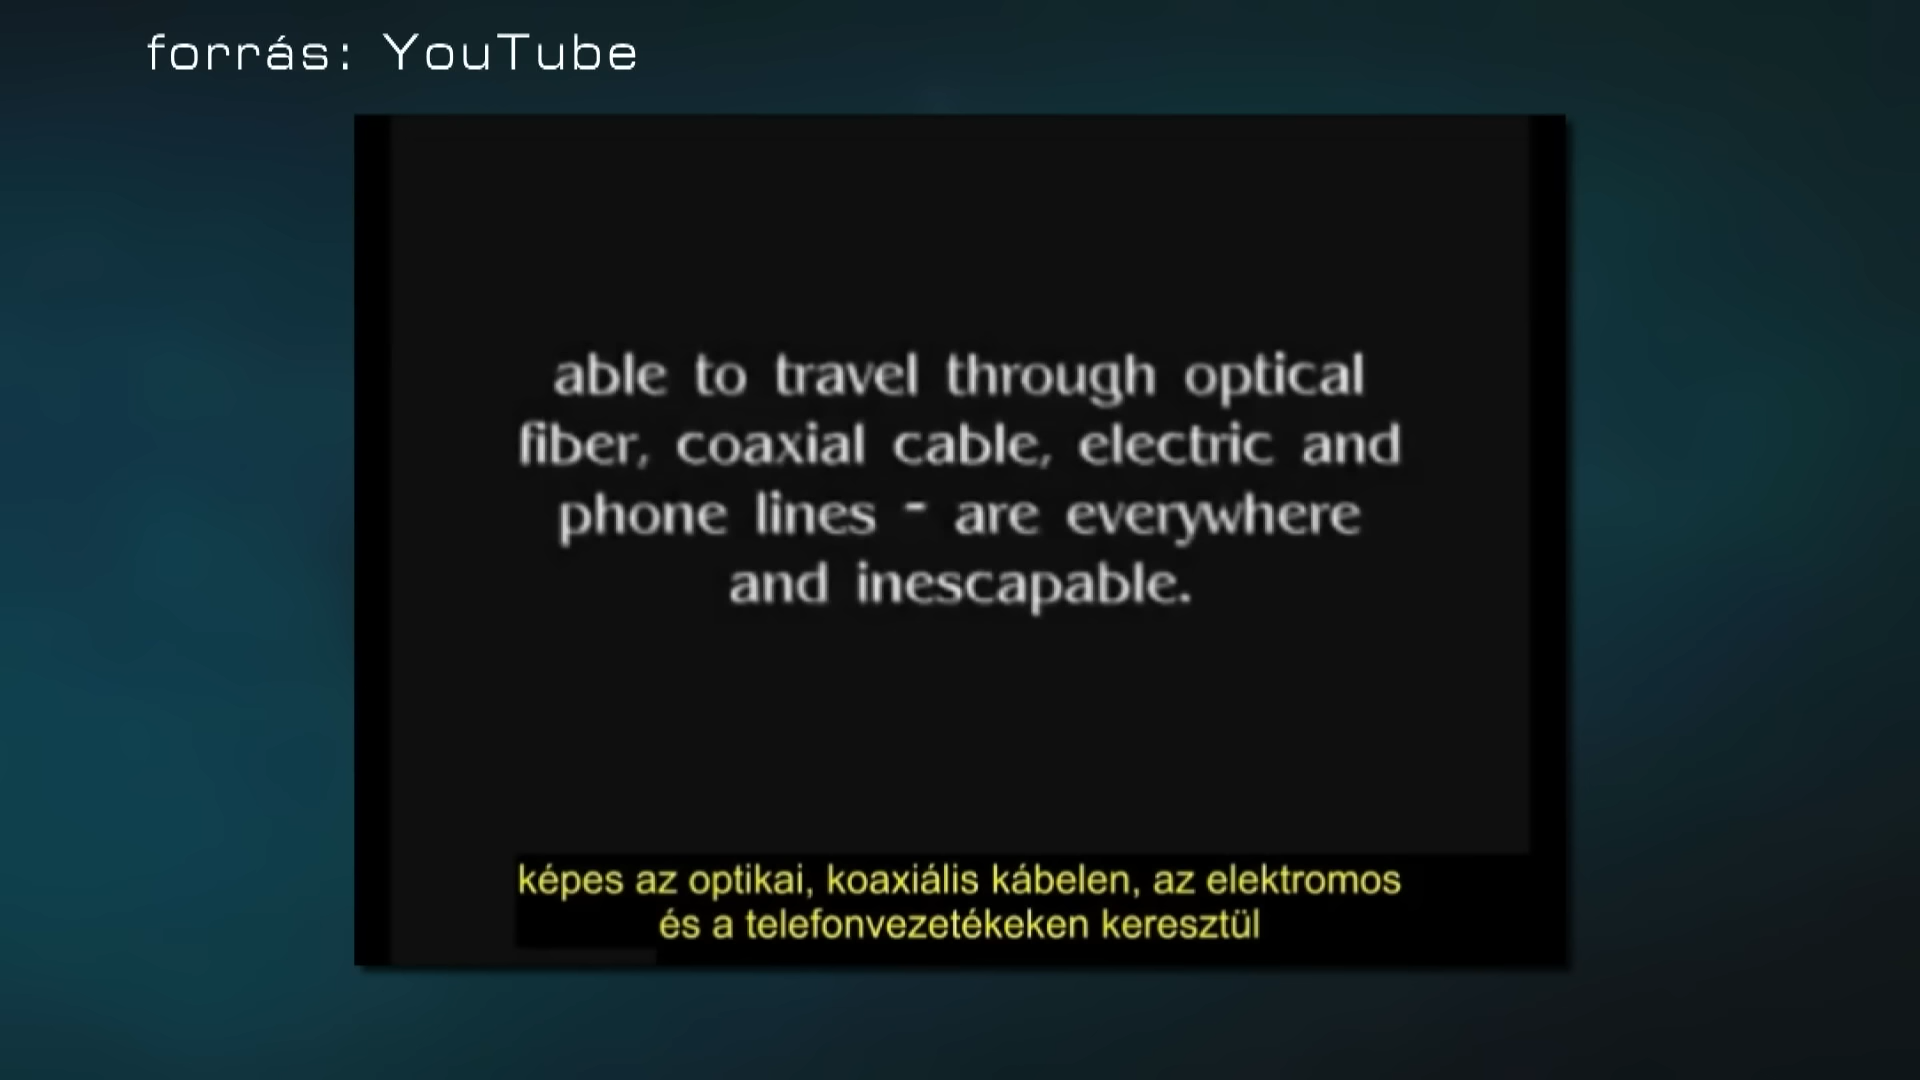 forrás: YouTube
able to travel through optical
fiber, coaxial cable, electric and
phone lines - are everywhere
and inescapable.
képes az optikai, koaxiális kábelen, az elektromos
és a telefonvezetékeken keresztül